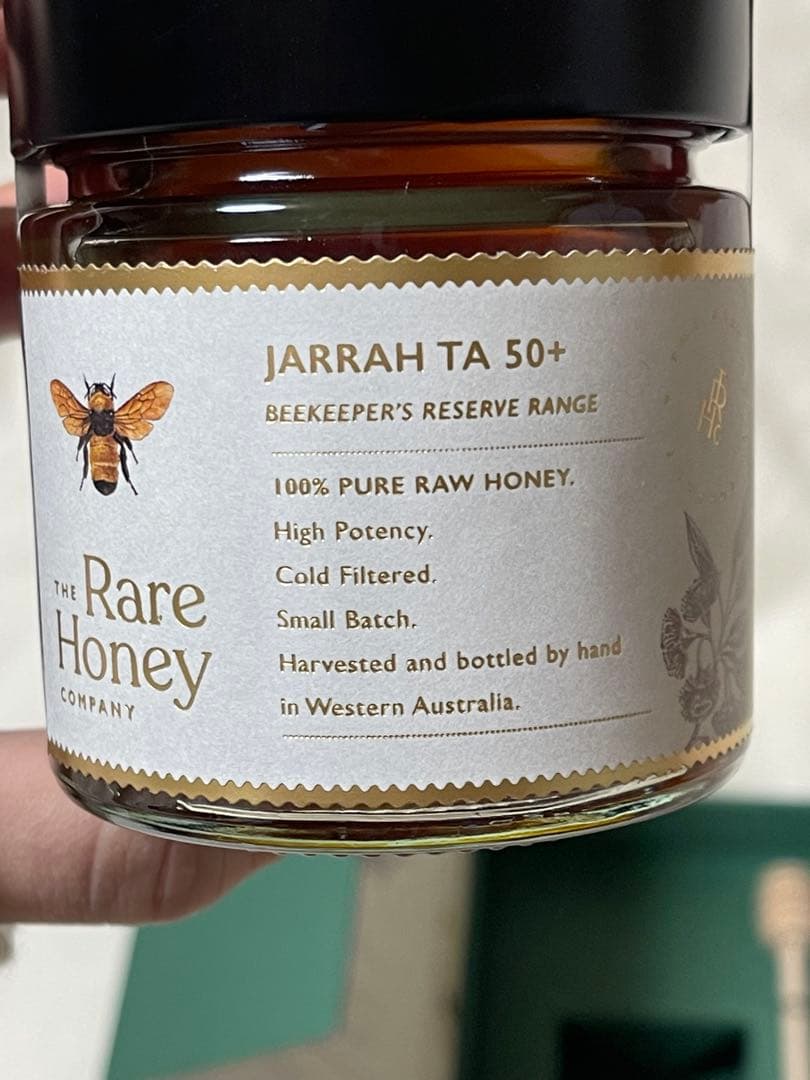 JARRAH TA 50+
BEEKEEPER'S RESERVE RANGE
100% PURE RAW HONEY.
High Potency.
Cold Filtered.
Small Batch.
Harvested and bottled by hand
in Western Australia.
THE Rare
Honey
COMPANY